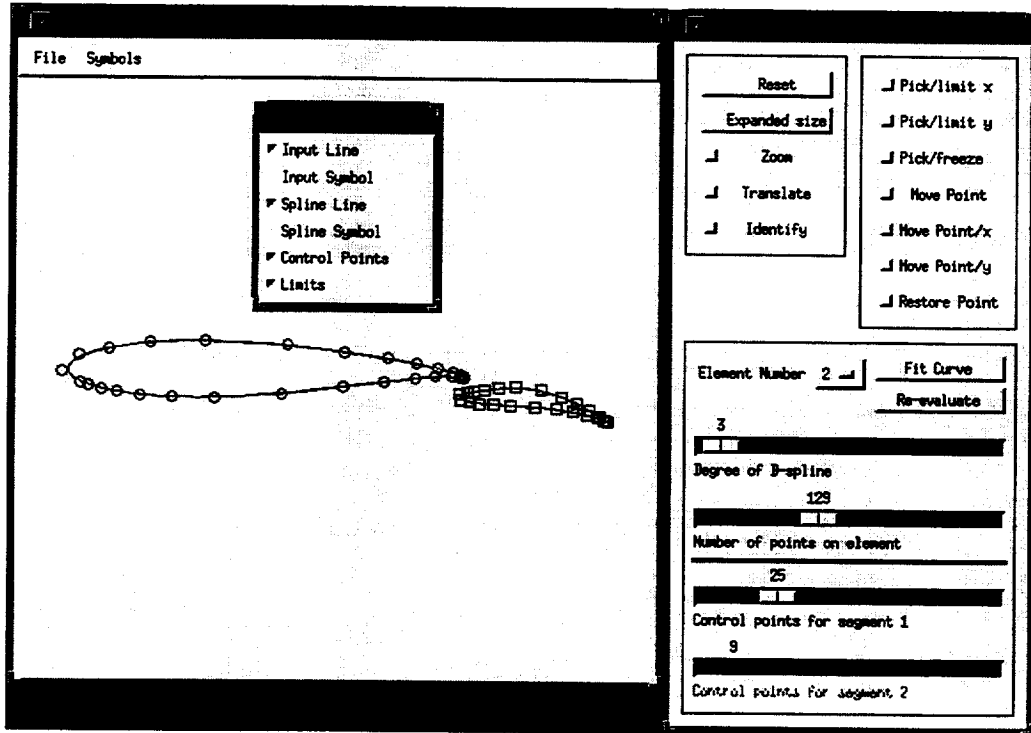 File Symbols
Input Line
Input Symbol
Spline Line
Spline Symbol
Control Points
Limits
Reset
Expanded size
Zoom
Translate
Identify
Pick/limit x
Pick/limit y
Pick/freeze
Move Point
Move Point/x
Move Point/y
Restore Point
Element Number 2
Fit Curve
Re-evaluate
3
Degree of B-spline
129
Number of points on element
25
Control points for segment 1
9
Control points for segment 2